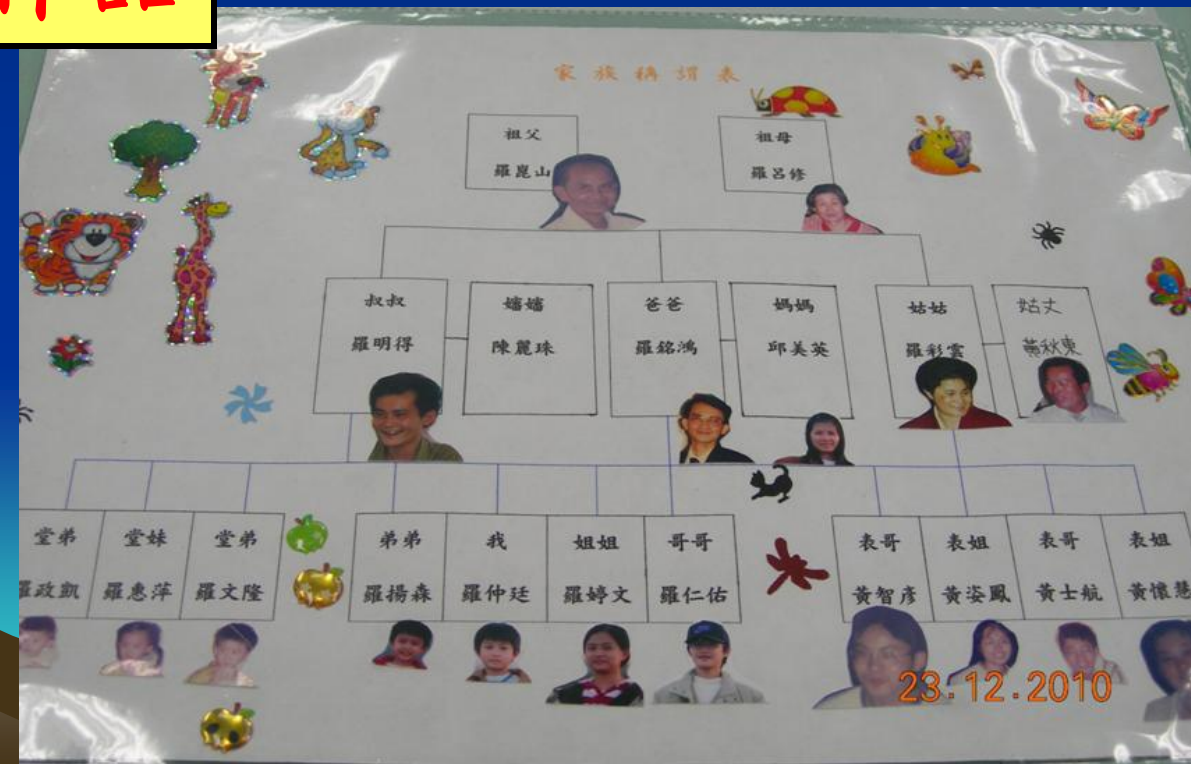 家族稱謂表
祖父 祖母
羅崑山 羅呂修
叔叔 嬸嬸 爸爸 媽媽 姑姑 姑丈
羅明得 陳麗珠 羅銘鴻 邱美英 羅彩雲 黃秋東
堂弟 堂妹 堂弟 弟弟 我 姐姐 哥哥 表哥 表姐 表哥 表姐
羅政凱 羅惠萍 羅文隆 羅揚森 羅仲廷 羅婷文 羅仁佑 黃智彥 黃姿鳳 黃士航 黃懷慧
23.12.2010